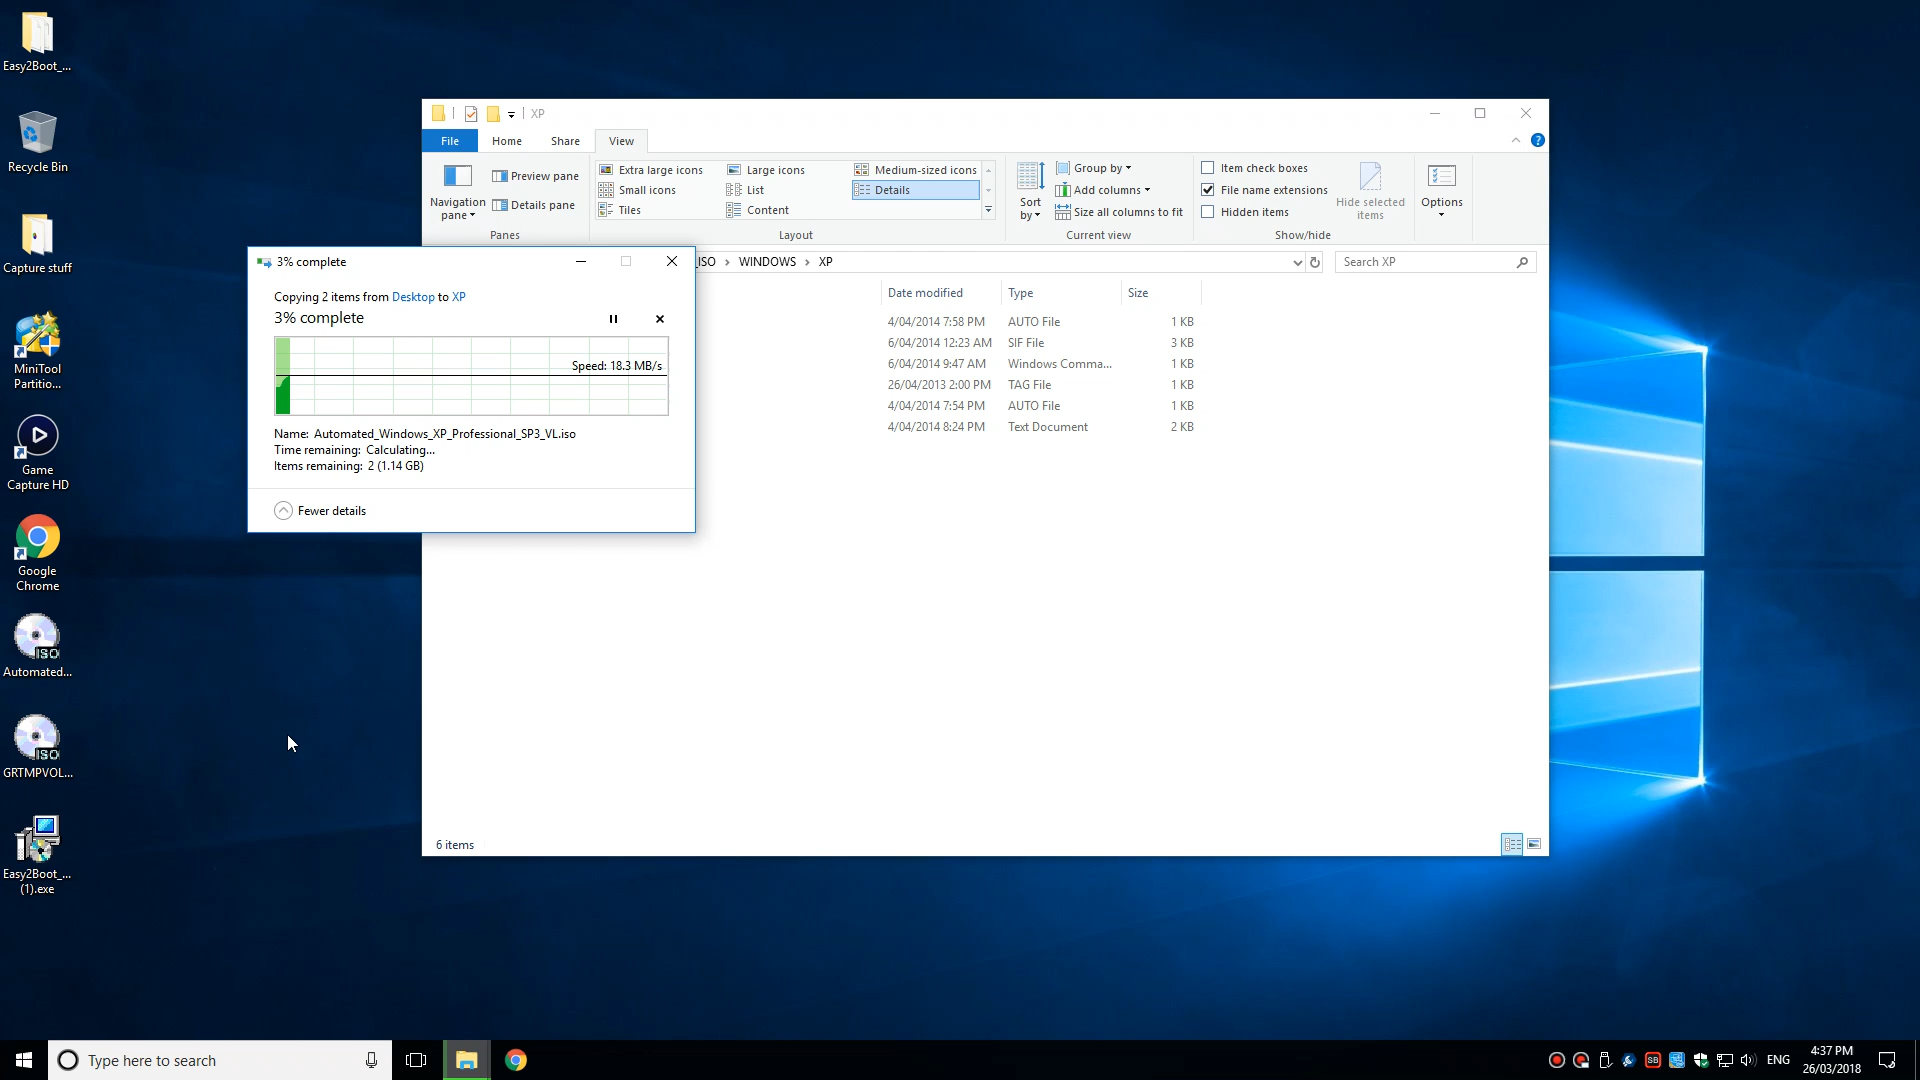 Easy2Boot_...
Recycle Bin
Capture stuff
MiniTool
Partitio...
Game
Capture HD
Google
Chrome
Automated...
ISO
GRTMPVOL...
ISO
Easy2Boot_...
(1).exe
XP
File
Home
Share
View
Navigation
pane
Preview pane
Details pane
Panes
Extra large icons
Large icons
Medium-sized icons
Small icons
List
Details
Tiles
Content
Layout
Sort
by
Group by
Add columns
Size all columns to fit
Current view
Item check boxes
File name extensions
Hidden items
Hide selected
items
Show/hide
Options
_ISO > WINDOWS > XP
Search XP
Date modified Type Size
4/04/2014 7:58 PM AUTO File 1 KB
6/04/2014 12:23 AM SIF File 3 KB
6/04/2014 9:47 AM Windows Comma... 1 KB
26/04/2013 2:00 PM TAG File 1 KB
4/04/2014 7:54 PM AUTO File 1 KB
4/04/2014 8:24 PM Text Document 2 KB
6 items
3% complete
Copying 2 items from Desktop to XP
3% complete
Speed: 18.3 MB/s
Name: Automated_Windows_XP_Professional_SP3_VL.iso
Time remaining: Calculating...
Items remaining: 2 (1.14 GB)
Fewer details
Type here to search
SB
ENG
4:37 PM
26/03/2018